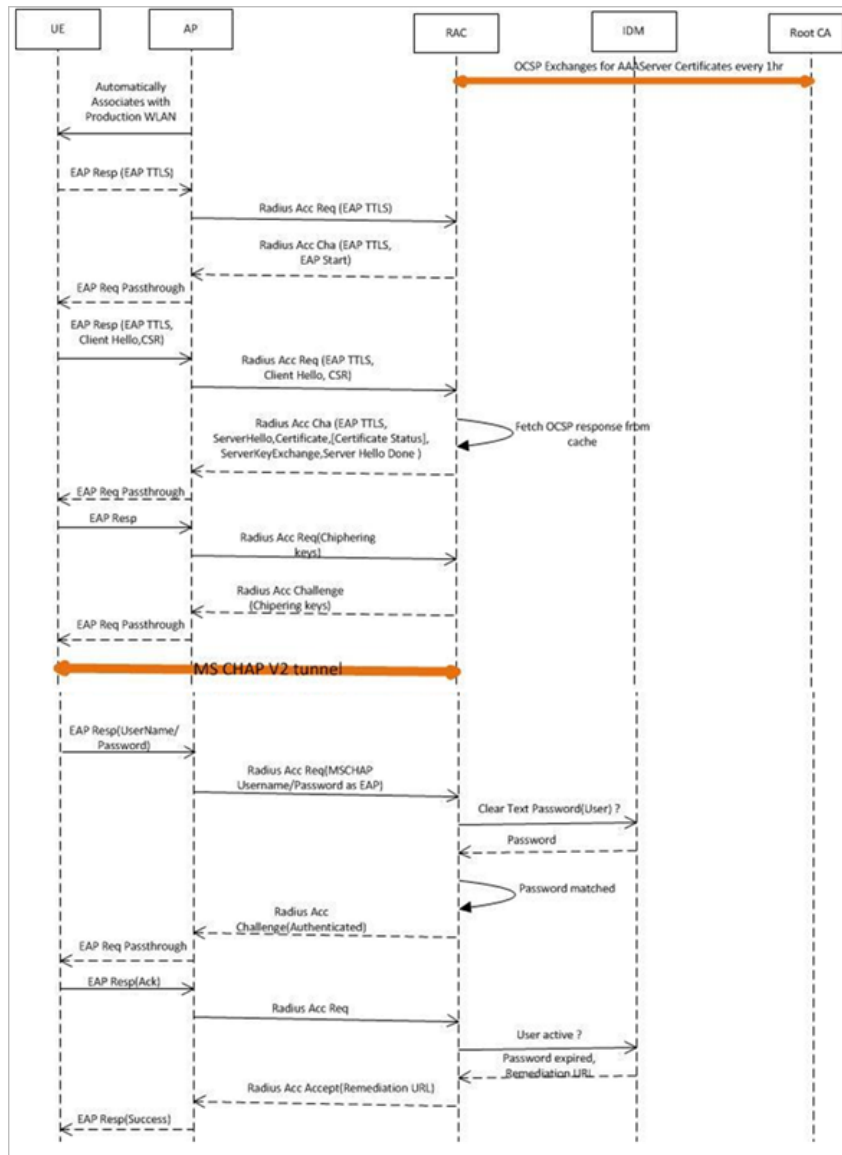 UE
AP
RAC
IDM
Root CA
OCSP Exchanges for AAAServer Certificates every 1hr
Automatically
Associates with
Production WLAN
EAP Resp (EAP TTLS)
Radius Acc Req (EAP TTLS)
Radius Acc Cha (EAP TTLS,
EAP Start)
EAP Req Passthrough
EAP Resp (EAP TTLS,
Client Hello,CSR)
Radius Acc Req (EAP TTLS,
Client Hello, CSR)
Fetch OCSP response from
cache
Radius Acc Cha (EAP TTLS,
ServerHello,Certificate,[Certificate Status],
ServerKeyExchange,Server Hello Done )
EAP Req Passthrough
EAP Resp
Radius Acc Req(Chiphering
keys)
Radius Acc Challenge
(Chipering keys)
EAP Req Passthrough
MS CHAP V2 tunnel
EAP Resp(UserName/
Password)
Radius Acc Req(MSCHAP
Username/Password as EAP)
Clear Text Password(User) ?
Password
Password matched
Radius Acc
Challenge(Authenticated)
EAP Req Passthrough
EAP Resp(Ack)
Radius Acc Req
User active ?
Password expired,
Remediation URL
Radius Acc Accept(Remediation URL)
EAP Resp(Success)